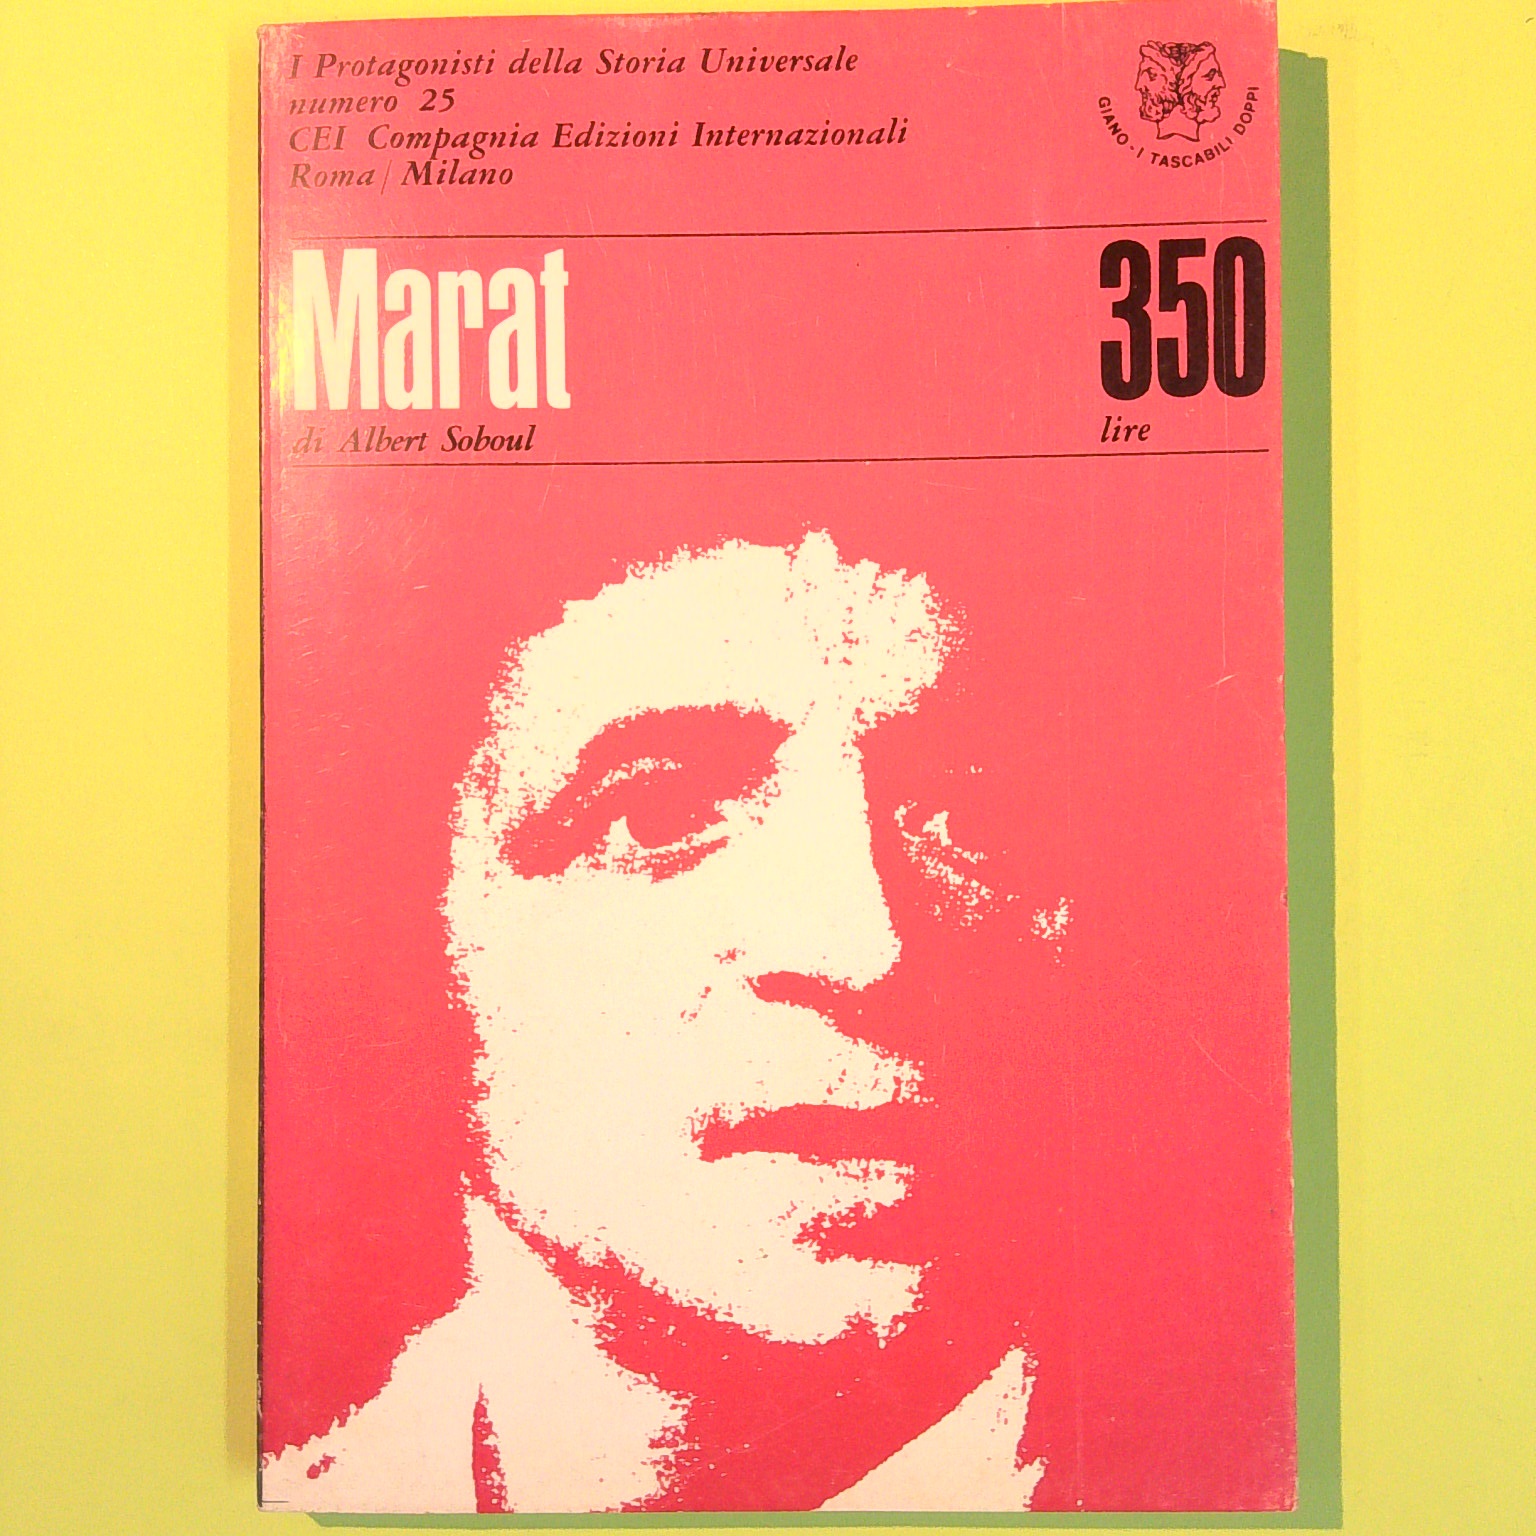 I Protagonisti della Storia Universale
numero 25
CEI Compagnia Edizioni Internazionali
Roma / Milano
GIANO - I TASCABILI DOPPI
Marat
350
di Albert Soboul
lire